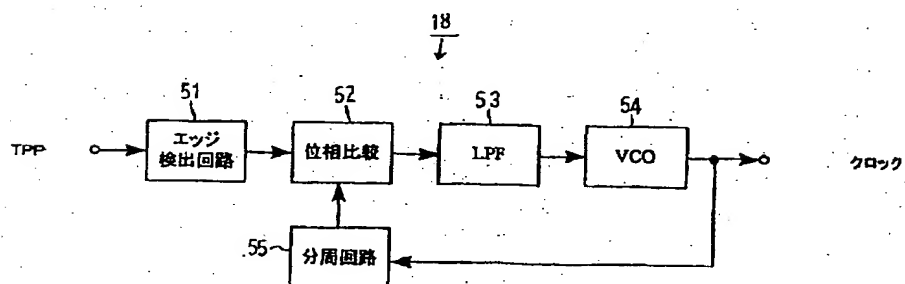 18
51
52
53
54
TPP
エッジ
検出回路
位相比較
LPF
VCO
クロック
55
分周回路